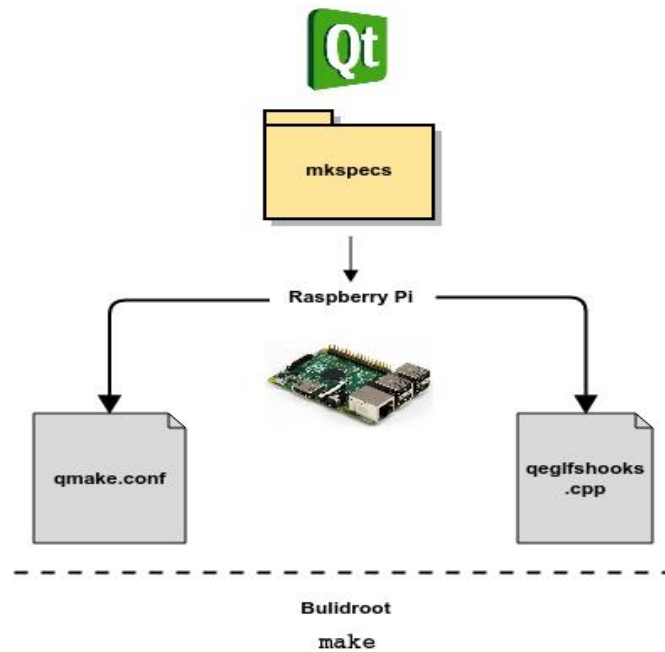 Qt
mkspecs
Raspberry Pi
qmake.conf
qeglfshooks
.cpp
Bulidroot
make